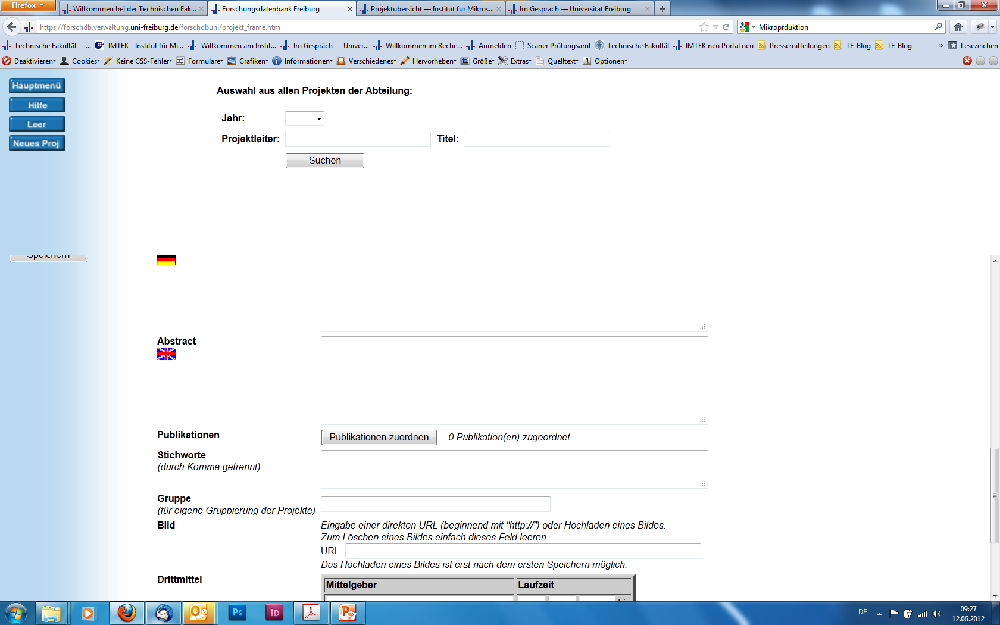 Firefox
Willkommen bei der Technischen Fak...
Forschungsdatenbank Freiburg
Projektübersicht — Institut für Mikros...
Im Gespräch — Universität Freiburg
https://forschdb.verwaltung.uni-freiburg.de/forschdbuni/projekt_frame.htm
Mikroprduktion
Technische Fakultät —...
IMTEK - Institut für Mi...
Willkommen am Instit...
Im Gespräch — Univer...
Willkommen im Reche...
Anmelden
Scaner Prüfungsamt
Technische Fakultät
IMTEK neu Portal neu
Pressemitteilungen
TF-Blog
TF-Blog
»
Lesezeichen
Deaktivieren
Cookies
Keine CSS-Fehler
Formulare
Grafiken
Informationen
Verschiedenes
Hervorheben
Größe
Extras
Quelltext
Optionen
Hauptmenü
Hilfe
Leer
Neues Proj
Auswahl aus allen Projekten der Abteilung:
Jahr:
Projektleiter:
Titel:
Suchen
Speichern
Abstract
Publikationen
Publikationen zuordnen
0 Publikation(en) zugeordnet
Stichworte
(durch Komma getrennt)
Gruppe
(für eigene Gruppierung der Projekte)
Bild
Eingabe einer direkten URL (beginnend mit "http://") oder Hochladen eines Bildes.
Zum Löschen eines Bildes einfach dieses Feld leeren.
URL:
Das Hochladen eines Bildes ist erst nach dem ersten Speichern möglich.
Drittmittel
Mittelgeber
Laufzeit
Ps
Id
DE
09:27
12.06.2012